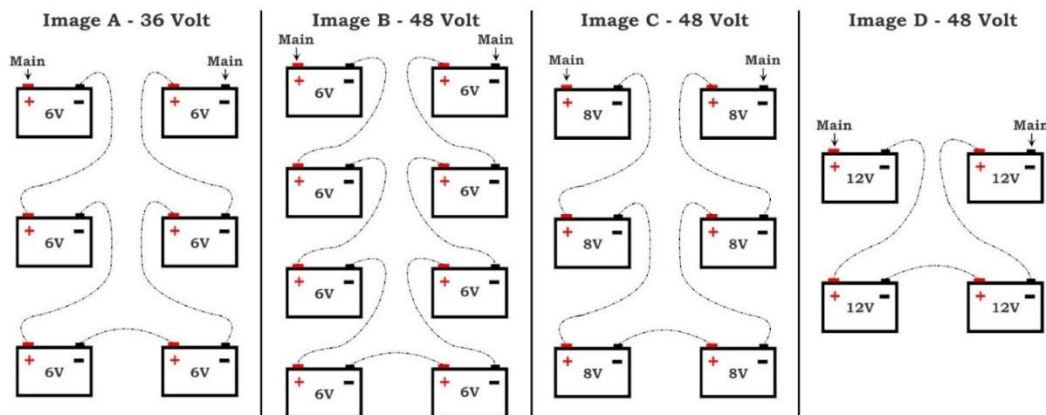 Image A - 36 Volt
Main
Main
+ 6V -
+ 6V -
+ 6V -
+ 6V -
+ 6V -
+ 6V -
Image B - 48 Volt
Main
Main
+ 6V -
+ 6V -
+ 6V -
+ 6V -
+ 6V -
+ 6V -
+ 6V -
+ 6V -
Image C - 48 Volt
Main
Main
+ 8V -
+ 8V -
+ 8V -
+ 8V -
+ 8V -
+ 8V -
Image D - 48 Volt
Main
Main
+ 12V -
+ 12V -
+ 12V -
+ 12V -